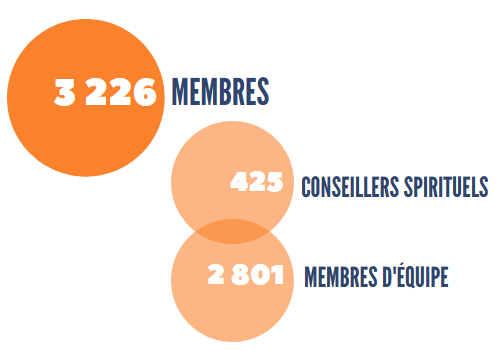 3 226 MEMBRES
425 CONSEILLERS SPIRITUELS
2 801 MEMBRES D'ÉQUIPE